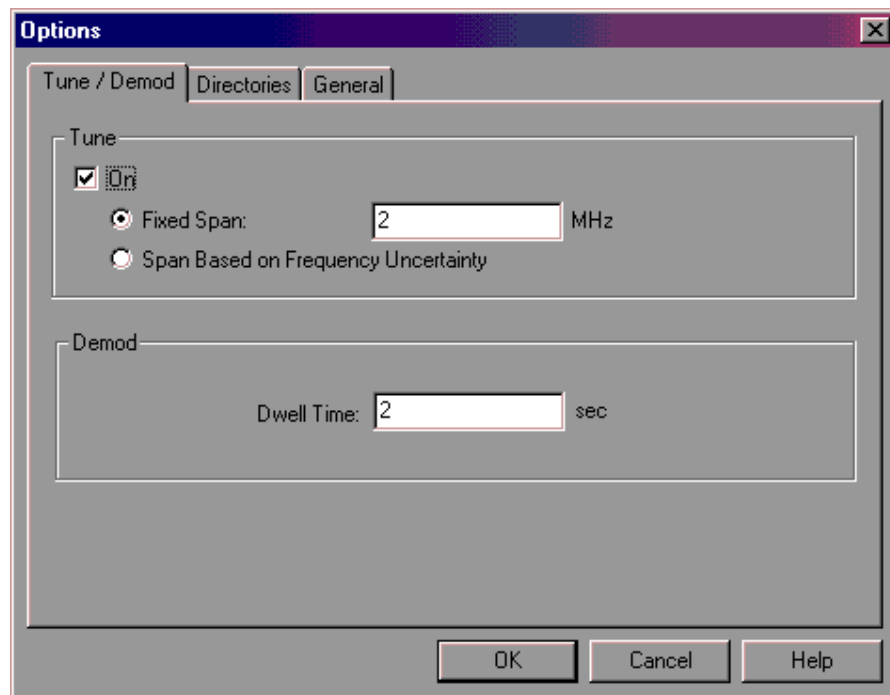 Options
Tune / Demod Directories General
Tune
On
Fixed Span: 2 MHz
Span Based on Frequency Uncertainty
Demod
Dwell Time: 2 sec
OK Cancel Help